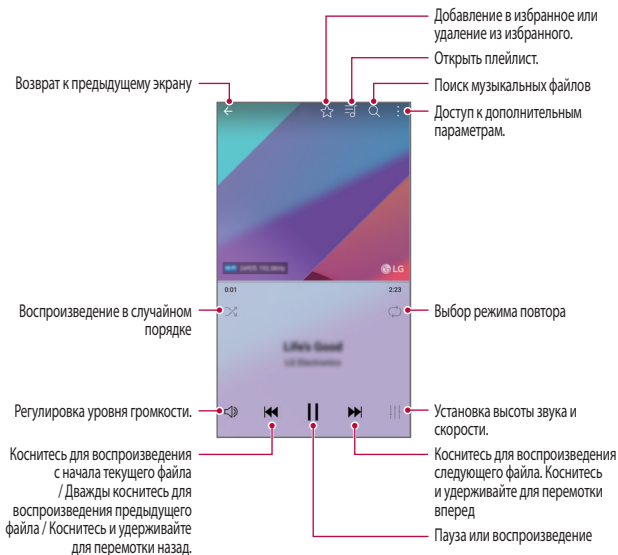 Добавление в избранное или
удаление из избранного.
Открыть плейлист.
Возврат к предыдущему экрану
Поиск музыкальных файлов
Доступ к дополнительным
параметрам.
LG
0:01
2:23
Воспроизведение в случайном
порядке
Выбор режима повтора
Life's Good
LG Electronics
Регулировка уровня громкости.
Установка высоты звука и
скорости.
Коснитесь для воспроизведения
с начала текущего файла
/ Дважды коснитесь для
воспроизведения предыдущего
файла / Коснитесь и удерживайте
для перемотки назад.
Коснитесь для воспроизведения
следующего файла. Коснитесь
и удерживайте для перемотки
вперед
Пауза или воспроизведение